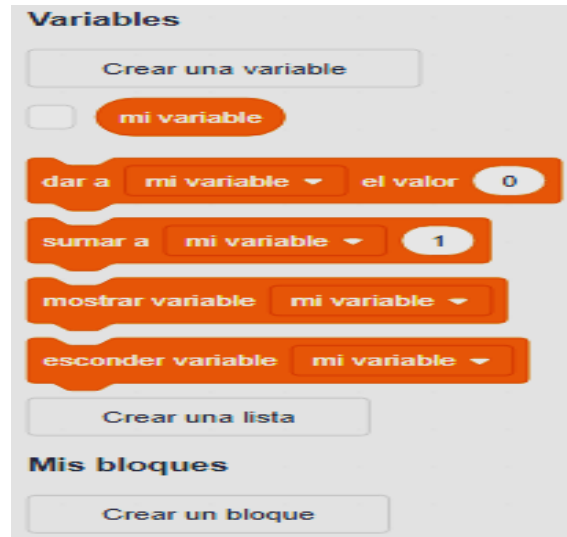 Variables
Crear una variable
mi variable
dar a mi variable el valor 0
sumar a mi variable 1
mostrar variable mi variable
esconder variable mi variable
Crear una lista
Mis bloques
Crear un bloque